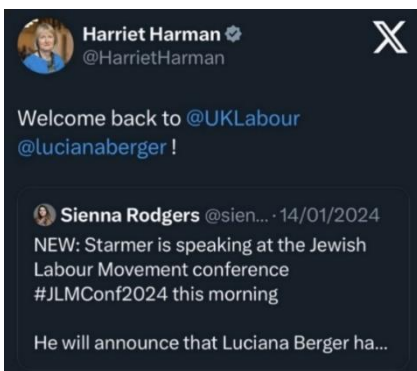 Harriet Harman
@HarrietHarman
Welcome back to @UKLabour
@lucianaberger !
Sienna Rodgers @sien... · 14/01/2024
NEW: Starmer is speaking at the Jewish
Labour Movement conference
#JLMConf2024 this morning
He will announce that Luciana Berger ha...